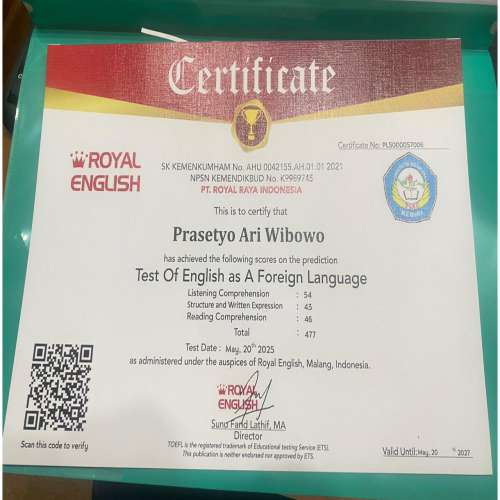 Certificate
Certificate No: PLS0000S7006
ROYAL
ENGLISH
SK KEMENKUMHAM No. AHU 0042155.AH.01.01 2021
NPSN KEMENDIKBUD No. K9989745
PT. ROYAL RAYA INDONESIA
This is to certify that
Prasetyo Ari Wibowo
has achieved the following scores on the prediction
Test Of English as A Foreign Language
Listening Comprehension : 54
Structure and Written Expression : 43
Reading Comprehension : 46
Total : 477
Test Date : May, 20th 2025
as administered under the auspices of Royal English, Malang, Indonesia.
ROYAL
ENGLISH
Suno Farid Lathif, MA
Director
Scan this code to verify
TOEFL is the registered trademark of Educational testing Service (ETS).
This publication is neither endorsed nor approved by ETS.
Valid Until: May, 20 th 2027